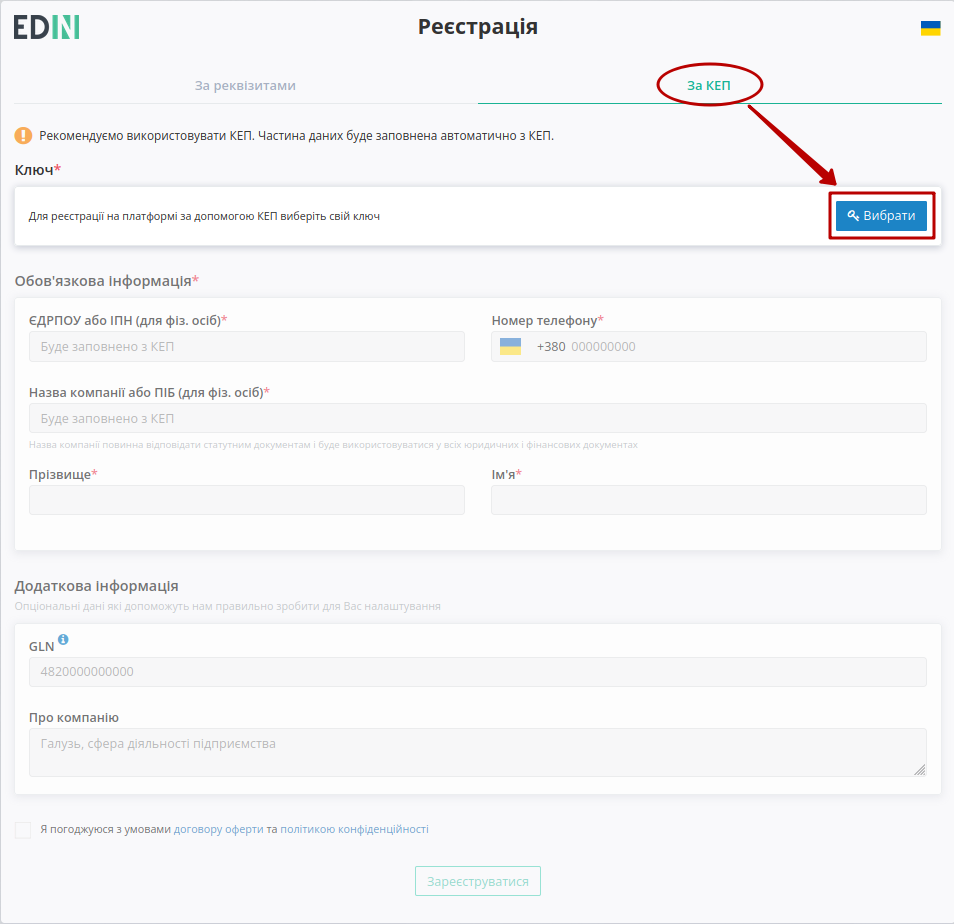 EDIN
Реєстрація
За реквізитами
За КЕП
Рекомендуємо використовувати КЕП. Частина даних буде заповнена автоматично з КЕП.
Ключ*
Для реєстрації на платформі за допомогою КЕП виберіть свій ключ
Вибрати
Обов'язкова інформація*
ЄДРПОУ або ІПН (для фіз. осіб)*
Номер телефону*
Буде заповнено з КЕП
+380 000000000
Назва компанії або ПІБ (для фіз. осіб)*
Буде заповнено з КЕП
Назва компанії повинна відповідати статутним документам і буде використовуватися у всіх юридичних і фінансових документах
Прізвище*
Ім'я*
Додаткова інформація
Опціональні дані які допоможуть нам правильно зробити для Вас налаштування
GLN
4820000000000
Про компанію
Галузь, сфера діяльності підприємства
Я погоджуюся з умовами договору оферти та політикою конфіденційності
Зареєструватися